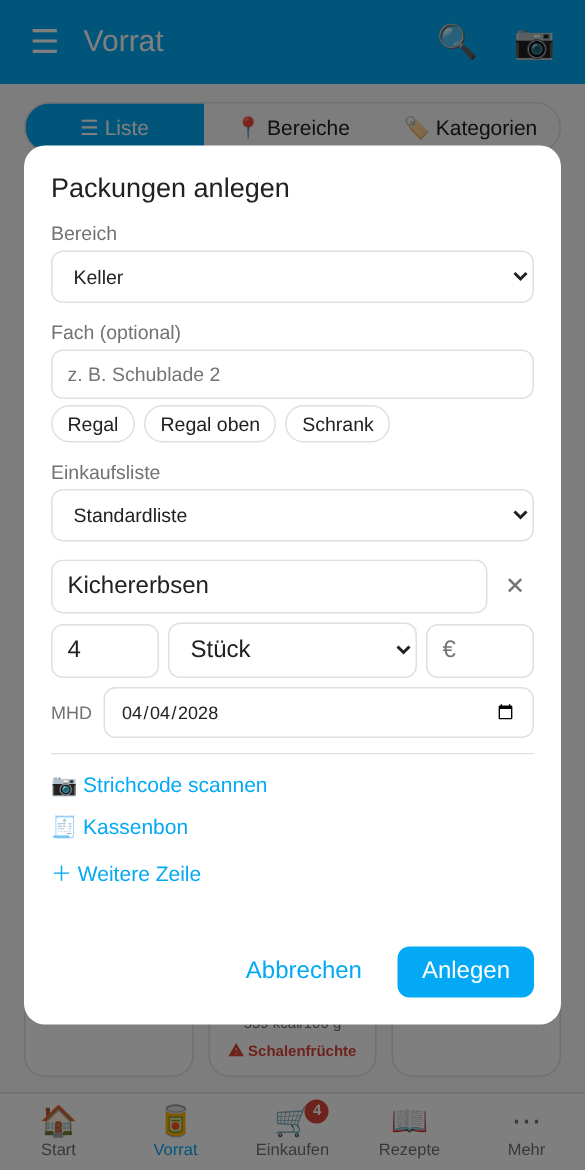 ☰ Vorrat
☰ Liste Bereiche Kategorien
Packungen anlegen
Bereich
Keller
Fach (optional)
z. B. Schublade 2
Regal Regal oben Schrank
Einkaufsliste
Standardliste
Kichererbsen ✕
4 Stück €
MHD 04/04/2028
Strichcode scannen
Kassenbon
+ Weitere Zeile
Abbrechen Anlegen
Schalenfrüchte
4
Start Vorrat Einkaufen Rezepte Mehr